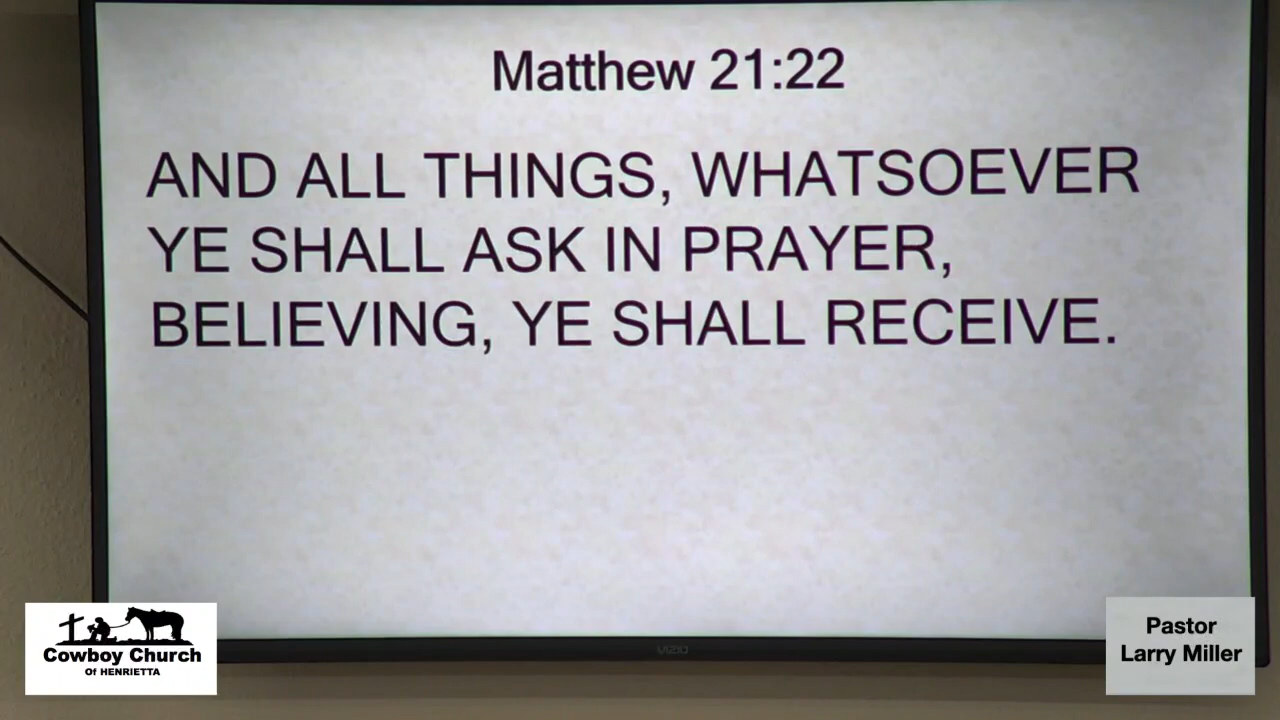 Matthew 21:22
AND ALL THINGS, WHATSOEVER
YE SHALL ASK IN PRAYER,
BELIEVING, YE SHALL RECEIVE.
VIZIO
Cowboy Church
OF HENRIETTA
Pastor
Larry Miller